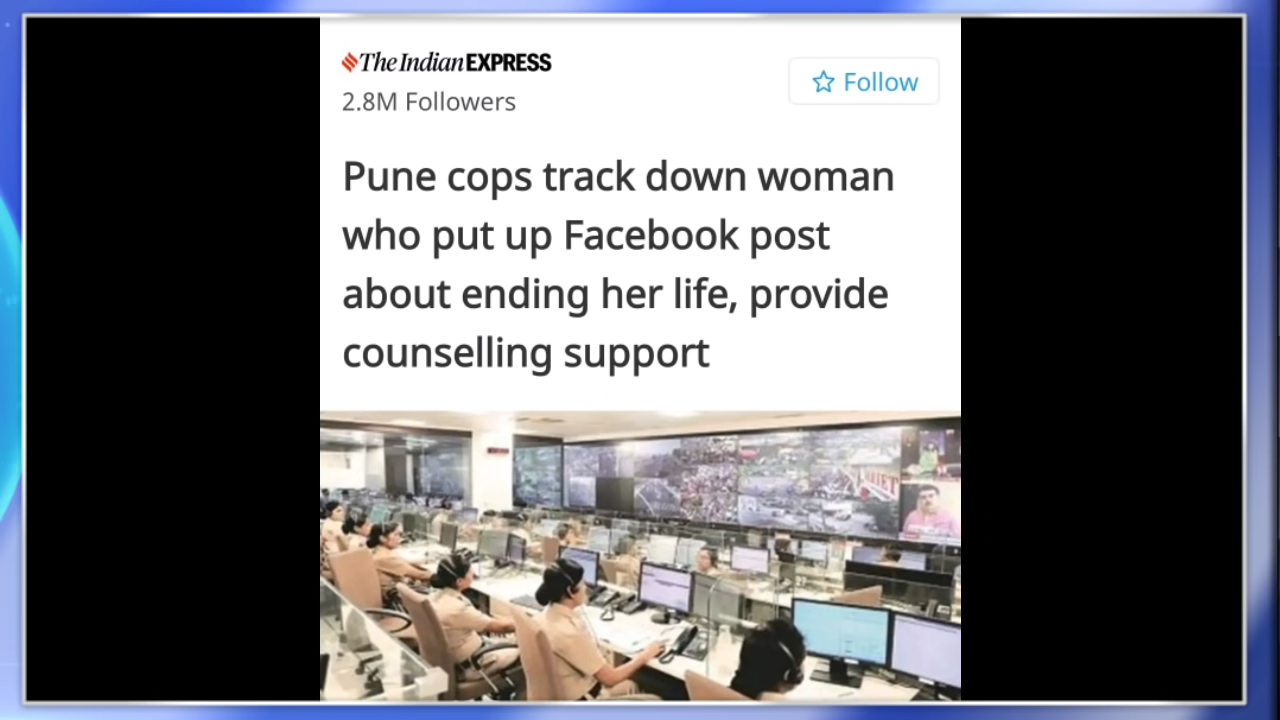 The Indian EXPRESS
2.8M Followers
Follow
Pune cops track down woman
who put up Facebook post
about ending her life, provide
counselling support